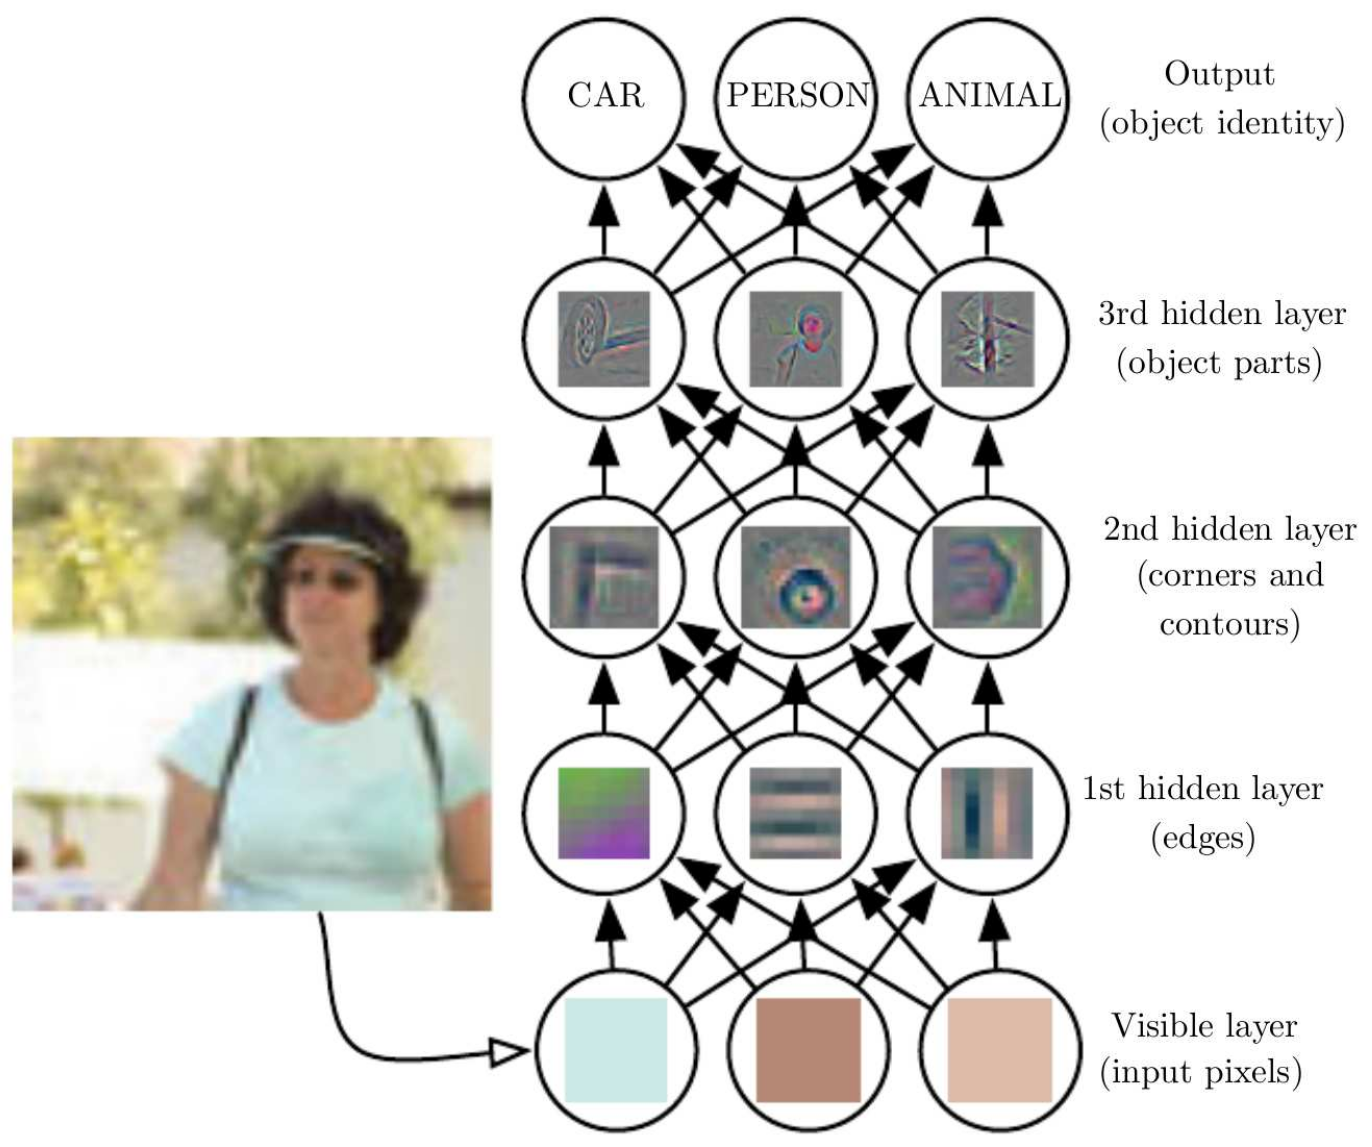 CAR
PERSON
ANIMAL
Output
(object identity)
3rd hidden layer
(object parts)
2nd hidden layer
(corners and
contours)
1st hidden layer
(edges)
Visible layer
(input pixels)